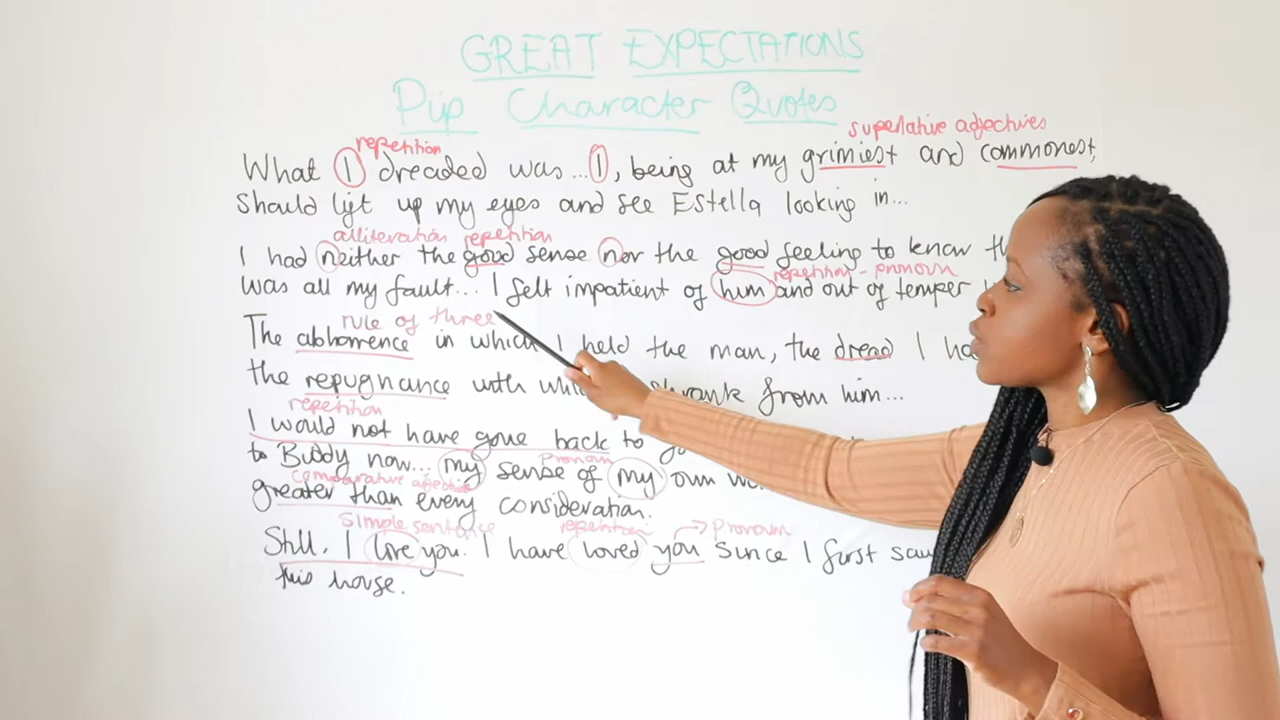 GREAT EXPECTATIONS
Pip Character Quotes
superlative adjectives
repetition
What I dreaded was...I, being at my grimiest and commonest,
should lift up my eyes and see Estella looking in...
alliteration repetition
I had neither the good sense nor the good feeling to know
repetition - pronoun
was all my fault... I felt impatient of him and out of temper
rule of three
The abhorrence in which I held the man, the dread I
the repugnance with shrank from him...
repetition
I would not have gone back to
pronoun
to Biddy now... my sense of my own
comparative adjective
greater than every consideration.
simple sentence repetition → Pronoun
Still, I love you. I have loved you since I first
this house.